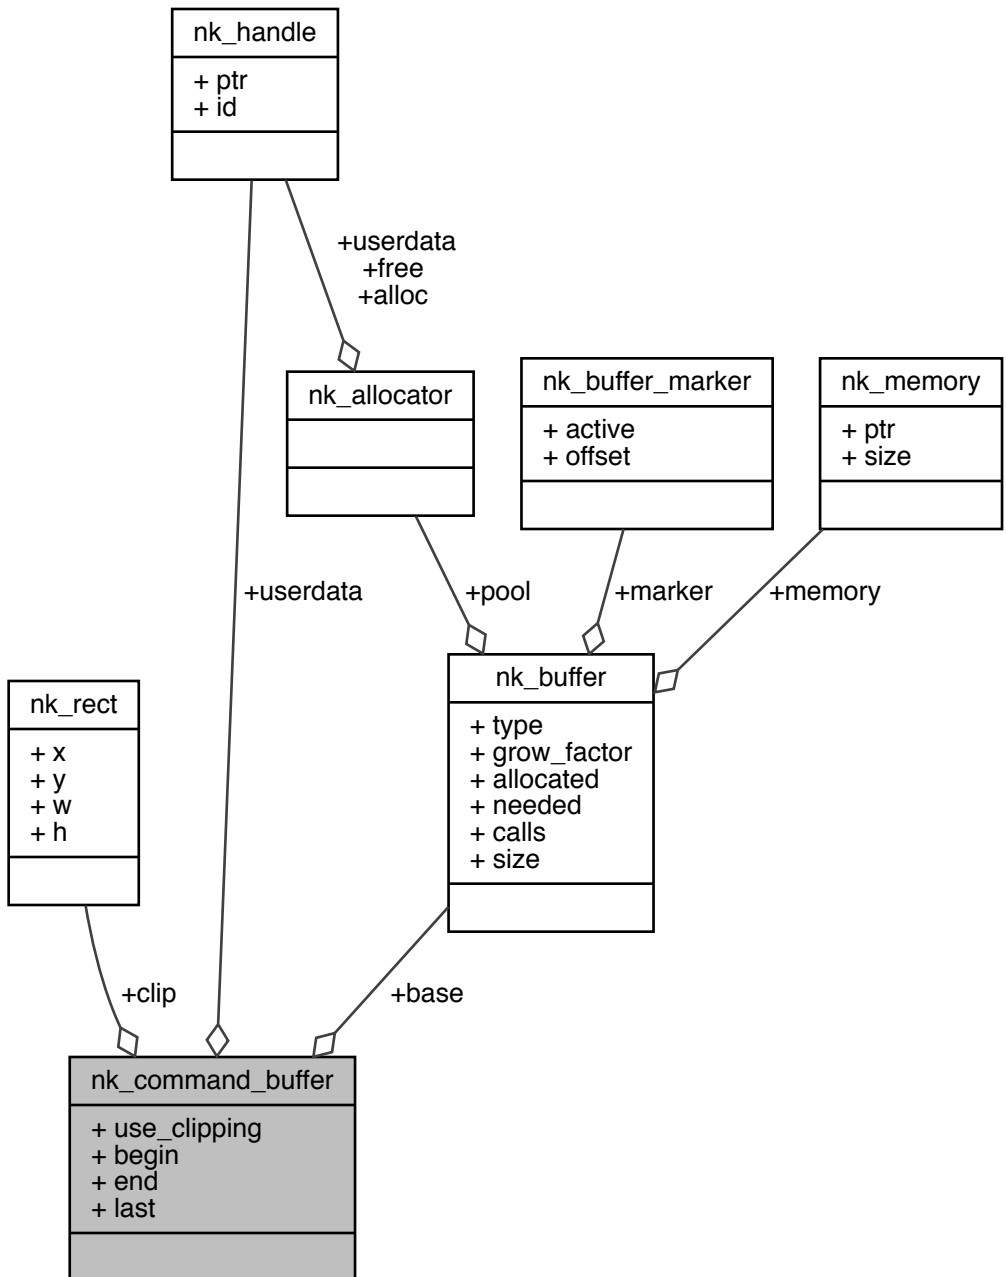 nk_handle
+ ptr
+ id
+userdata
+free
+alloc
nk_allocator
nk_buffer_marker
+ active
+ offset
nk_memory
+ ptr
+ size
+userdata
+pool
+marker
+memory
nk_rect
+ x
+ y
+ w
+ h
nk_buffer
+ type
+ grow_factor
+ allocated
+ needed
+ calls
+ size
+clip
+base
nk_command_buffer
+ use_clipping
+ begin
+ end
+ last